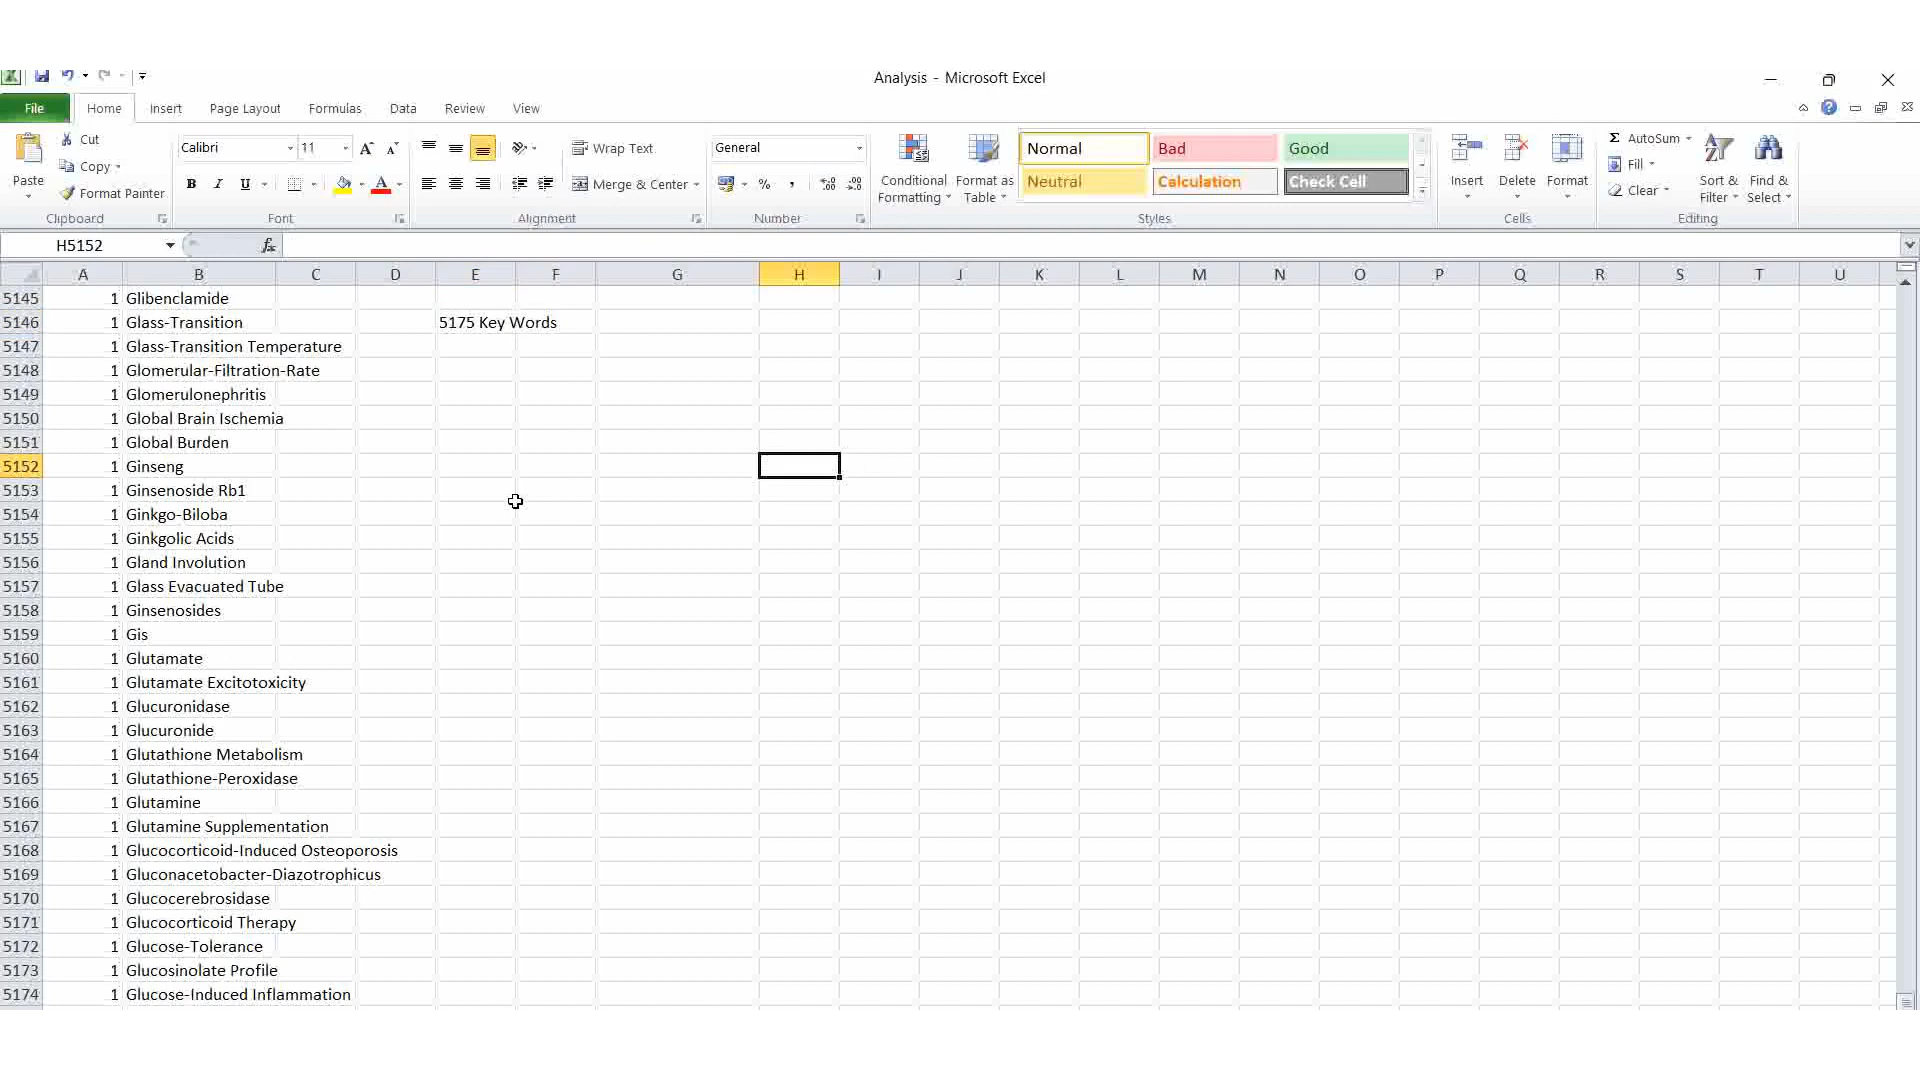 Analysis - Microsoft Excel
File Home Insert Page Layout Formulas Data Review View
Paste Cut Copy Format Painter Clipboard
Calibri 11 A A B I U A Font
Wrap Text Merge & Center Alignment
General % , Number
Conditional Formatting Format as Table
Normal Bad Good
Neutral Calculation Check Cell
Styles
Insert Delete Format Cells
Σ AutoSum Fill Clear Sort & Filter Find & Select Editing
H5152 fx
A B C D E F G H I J K L M N O P Q R S T U
5145 1 Glibenclamide
5146 1 Glass-Transition 5175 Key Words
5147 1 Glass-Transition Temperature
5148 1 Glomerular-Filtration-Rate
5149 1 Glomerulonephritis
5150 1 Global Brain Ischemia
5151 1 Global Burden
5152 1 Ginseng
5153 1 Ginsenoside Rb1
5154 1 Ginkgo-Biloba
5155 1 Ginkgolic Acids
5156 1 Gland Involution
5157 1 Glass Evacuated Tube
5158 1 Ginsenosides
5159 1 Gis
5160 1 Glutamate
5161 1 Glutamate Excitotoxicity
5162 1 Glucuronidase
5163 1 Glucuronide
5164 1 Glutathione Metabolism
5165 1 Glutathione-Peroxidase
5166 1 Glutamine
5167 1 Glutamine Supplementation
5168 1 Glucocorticoid-Induced Osteoporosis
5169 1 Gluconacetobacter-Diazotrophicus
5170 1 Glucocerebrosidase
5171 1 Glucocorticoid Therapy
5172 1 Glucose-Tolerance
5173 1 Glucosinolate Profile
5174 1 Glucose-Induced Inflammation